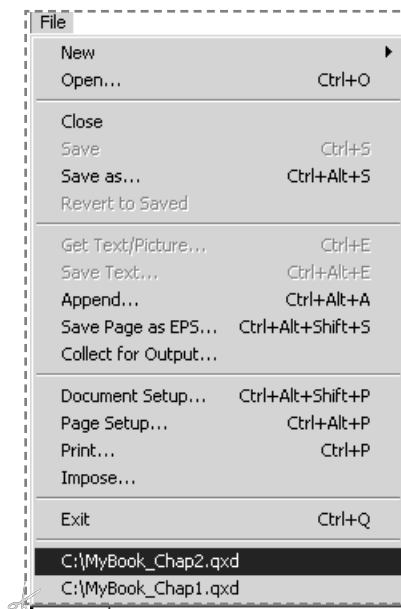 File
New
Open... Ctrl+O
Close
Save Ctrl+S
Save as... Ctrl+Alt+S
Revert to Saved
Get Text/Picture... Ctrl+E
Save Text... Ctrl+Alt+E
Append... Ctrl+Alt+A
Save Page as EPS... Ctrl+Alt+Shift+S
Collect for Output...
Document Setup... Ctrl+Alt+Shift+P
Page Setup... Ctrl+Alt+P
Print... Ctrl+P
Impose...
Exit Ctrl+Q
C:\MyBook_Chap2.qxd
C:\MyBook_Chap1.qxd